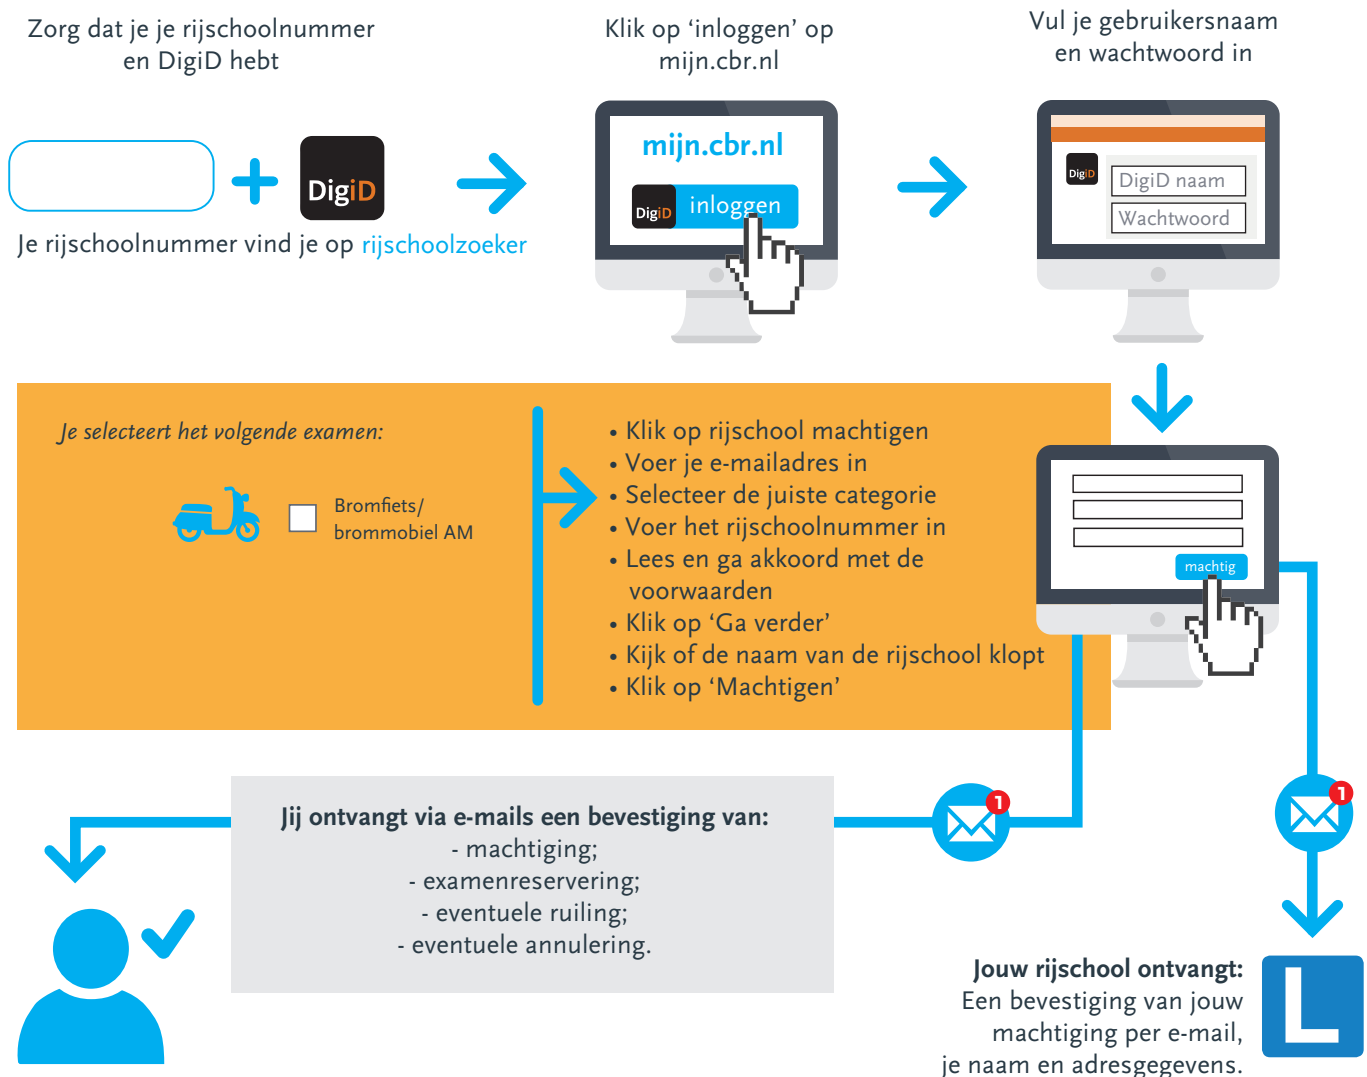 Zorg dat je je rijschoolnummer
en DigiD hebt
DigiD
Je rijschoolnummer vind je op rijschoolzoeker
Klik op ‘inloggen’ op
mijn.cbr.nl
mijn.cbr.nl
DigiD inloggen
Vul je gebruikersnaam
en wachtwoord in
DigiD
DigiD naam
Wachtwoord
Je selecteert het volgende examen:
Bromfiets/
brommobiel AM
• Klik op rijschool machtigen
• Voer je e-mailadres in
• Selecteer de juiste categorie
• Voer het rijschoolnummer in
• Lees en ga akkoord met de
voorwaarden
• Klik op ‘Ga verder’
• Kijk of de naam van de rijschool klopt
• Klik op ‘Machtigen’
machtig
1
1
Jij ontvangt via e-mails een bevestiging van:
- machtiging;
- examenreservering;
- eventuele ruiling;
- eventuele annulering.
Jouw rijschool ontvangt:
Een bevestiging van jouw
machtiging per e-mail,
je naam en adresgegevens.
L